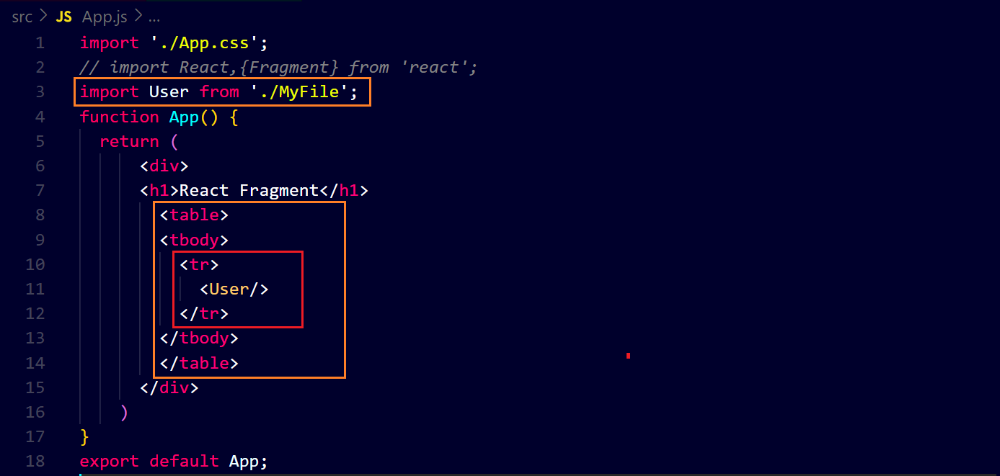 src > JS App.js > ...
1 import './App.css';
2 // import React,{Fragment} from 'react';
3 import User from './MyFile';
4 function App() {
5 return (
6 <div>
7 <h1>React Fragment</h1>
8 <table>
9 <tbody>
10 <tr>
11 <User/>
12 </tr>
13 </tbody>
14 </table>
15 </div>
16 )
17 }
18 export default App;